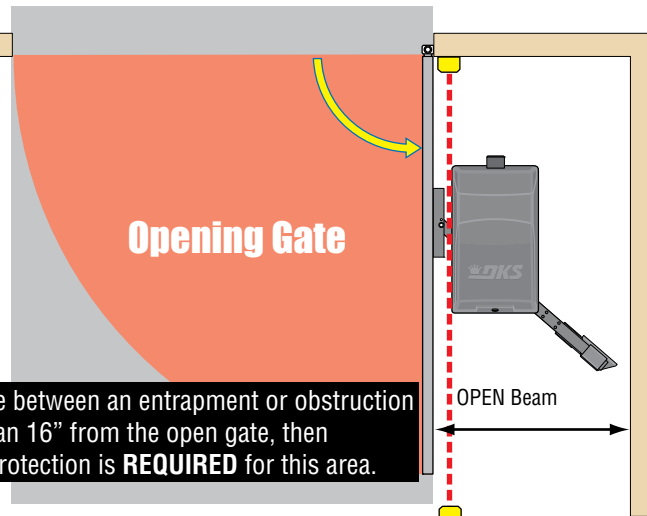 Opening Gate
DKS
e between an entrapment or obstruction
an 16” from the open gate, then
rotection is REQUIRED for this area.
OPEN Beam